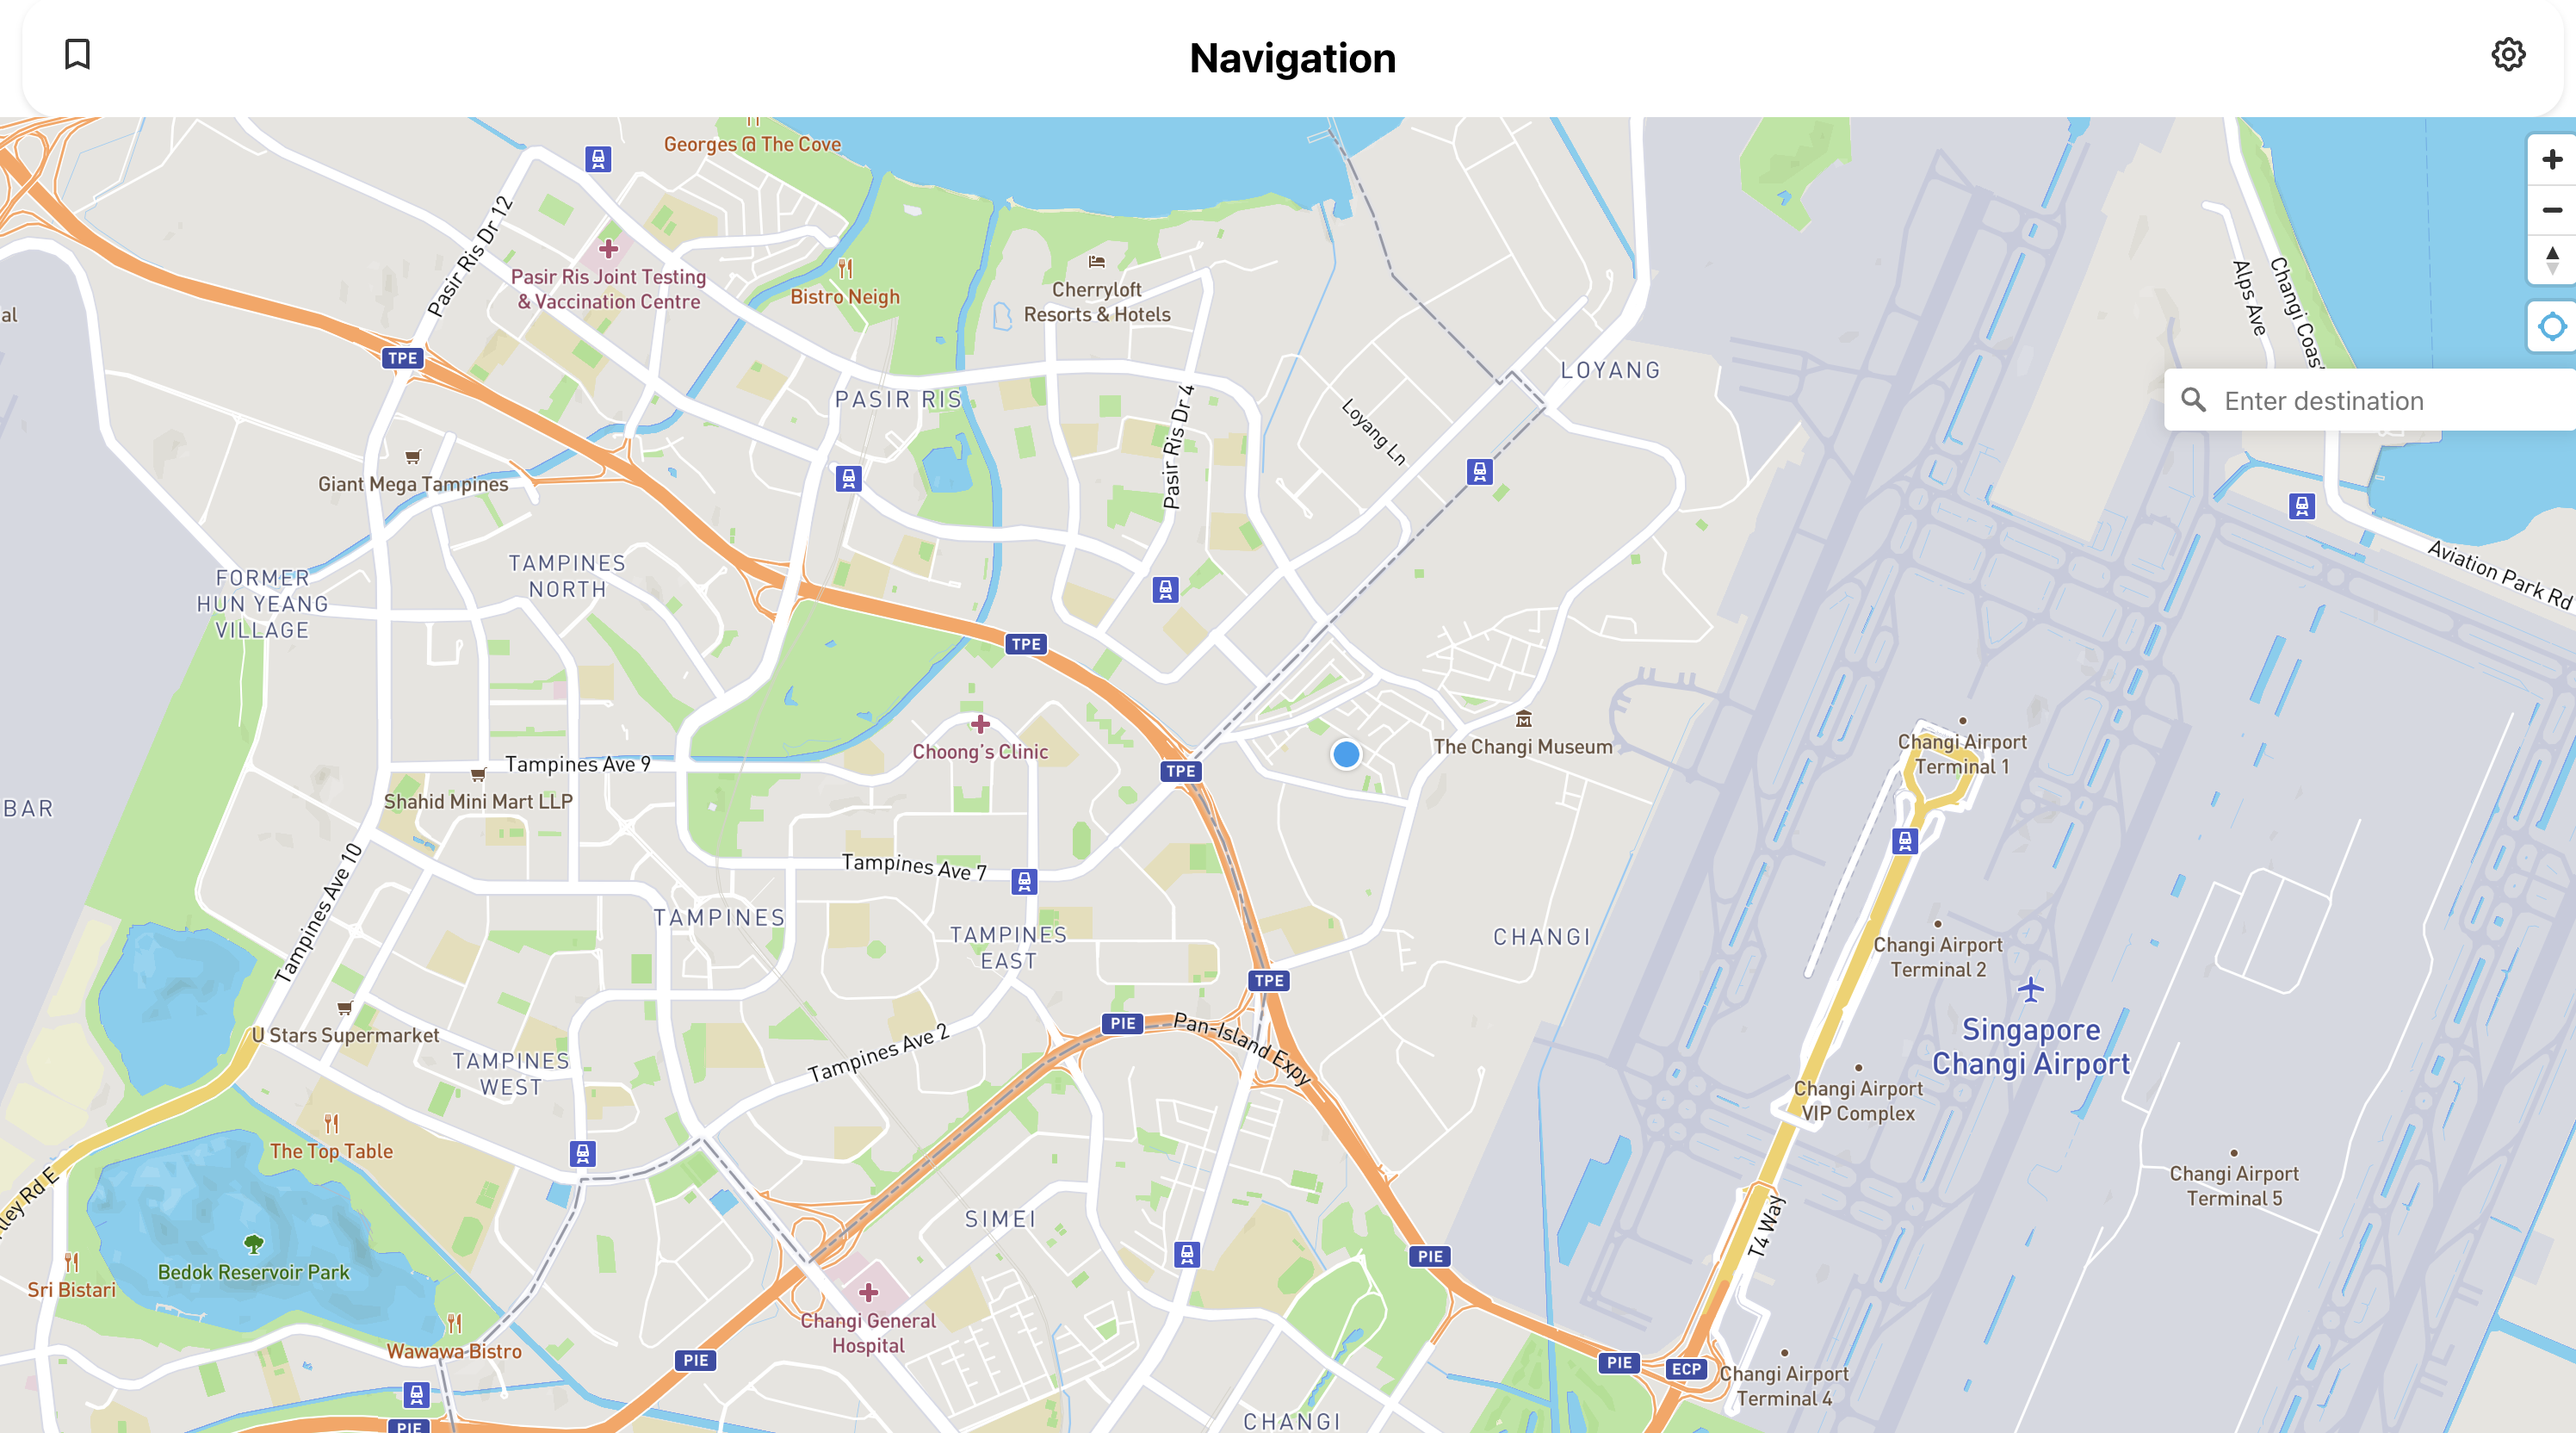 Navigation
Georges @ The Cove
Pasir Ris Dr 12
Pasir Ris Joint Testing
& Vaccination Centre
Bistro Neigh
Cherryloft
Resorts & Hotels
al
TPE
PASIR RIS
Pasir Ris Dr 4
LOYANG
Loyang Ln
Alps Ave
Changi Coas
Enter destination
Giant Mega Tampines
Aviation Park Rd
FORMER
HUN YEANG
VILLAGE
TAMPINES
NORTH
TPE
Choong's Clinic
The Changi Museum
Changi Airport
Terminal 1
Tampines Ave 9
TPE
Shahid Mini Mart LLP
BAR
Tampines Ave 10
Tampines Ave 7
TAMPINES
TAMPINES
EAST
CHANGI
Changi Airport
Terminal 2
TPE
U Stars Supermarket
PIE
Pan-Island Expy
Singapore
Changi Airport
TAMPINES
WEST
Tampines Ave 2
Changi Airport
VIP Complex
The Top Table
Changi Airport
Terminal 5
lley Rd E
SIMEI
T4 Way
PIE
Bedok Reservoir Park
Sri Bistari
Changi General
Hospital
Wawawa Bistro
PIE
PIE
ECP
Changi Airport
Terminal 4
CHANGI
PIE